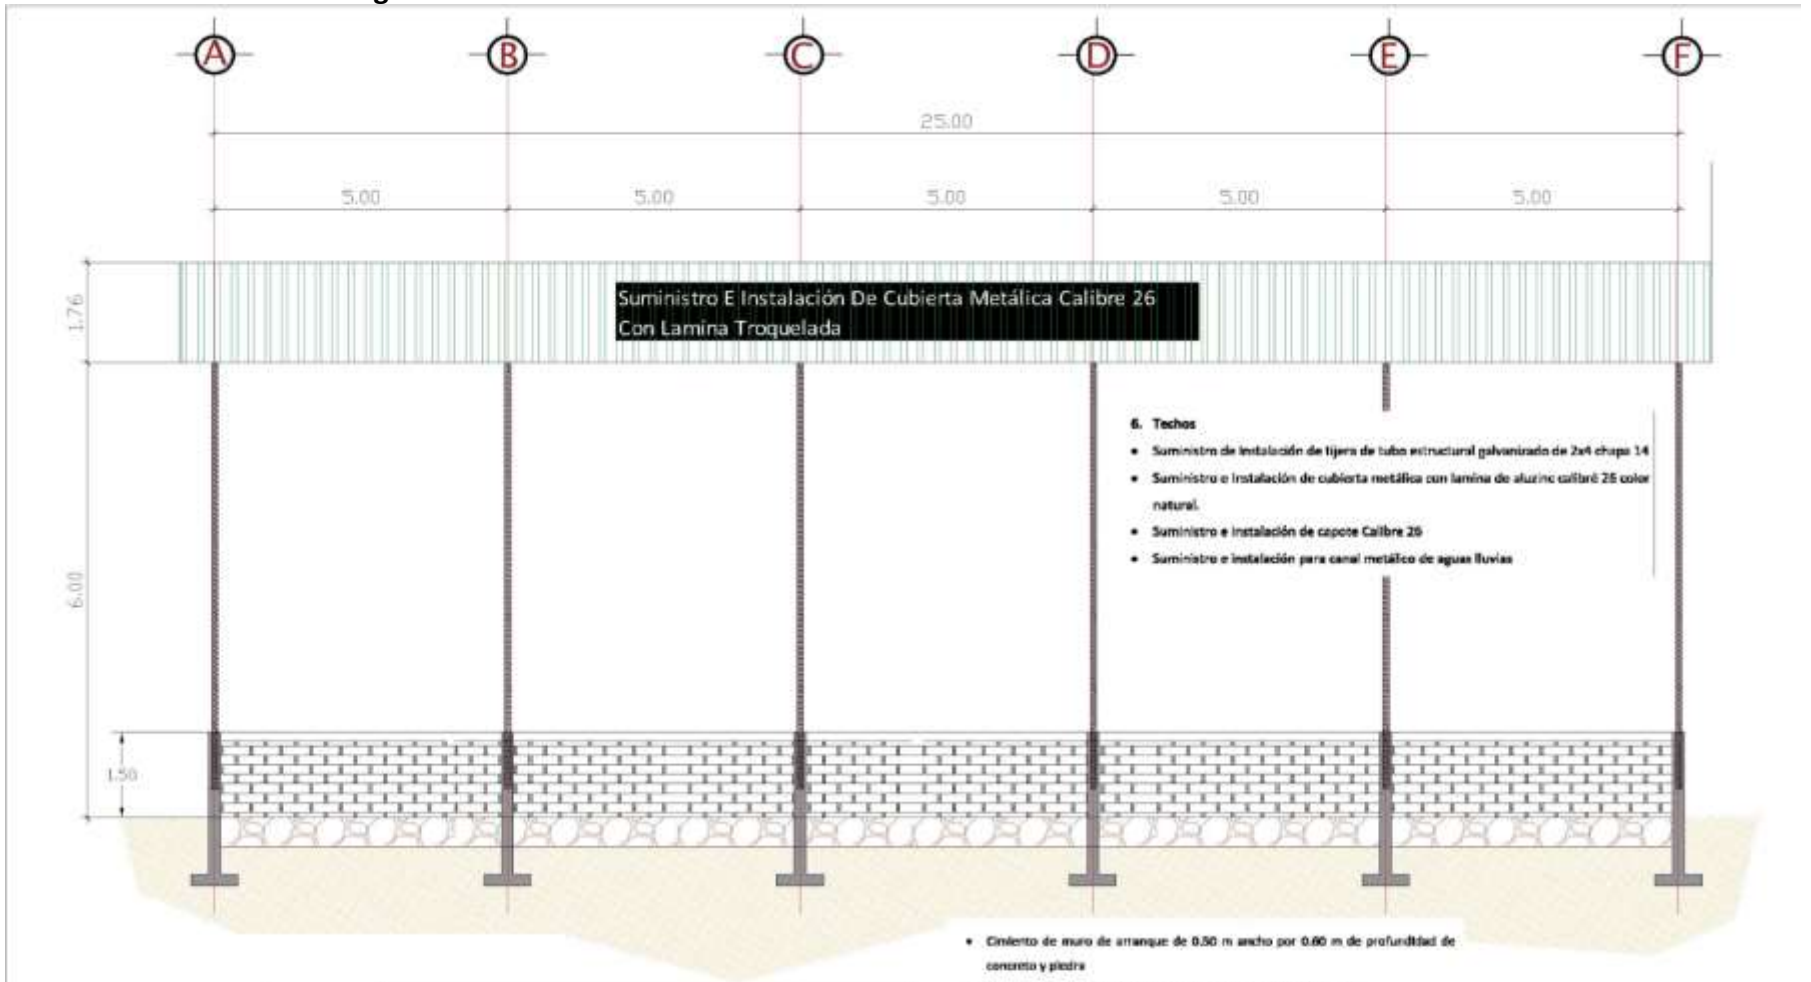 A B C D E F
25.00
5.00 5.00 5.00 5.00 5.00
1.76
Suministro E Instalación De Cubierta Metálica Calibre 26
Con Lamina Troquelada
6. Techos
• Suministro de instalación de tijera de tubo estructural galvanizado de 2x4 chapa 14
• Suministro e instalación de cubierta metálica con lamina de aluzinc calibré 26 color
natural.
• Suministro e instalación de capote Calibre 26
• Suministro e instalación para canal metálico de aguas lluvias
6.00
1.50
• Cimiento de muro de arranque de 0.50 m ancho por 0.60 m de profundidad de
concreto y piedra